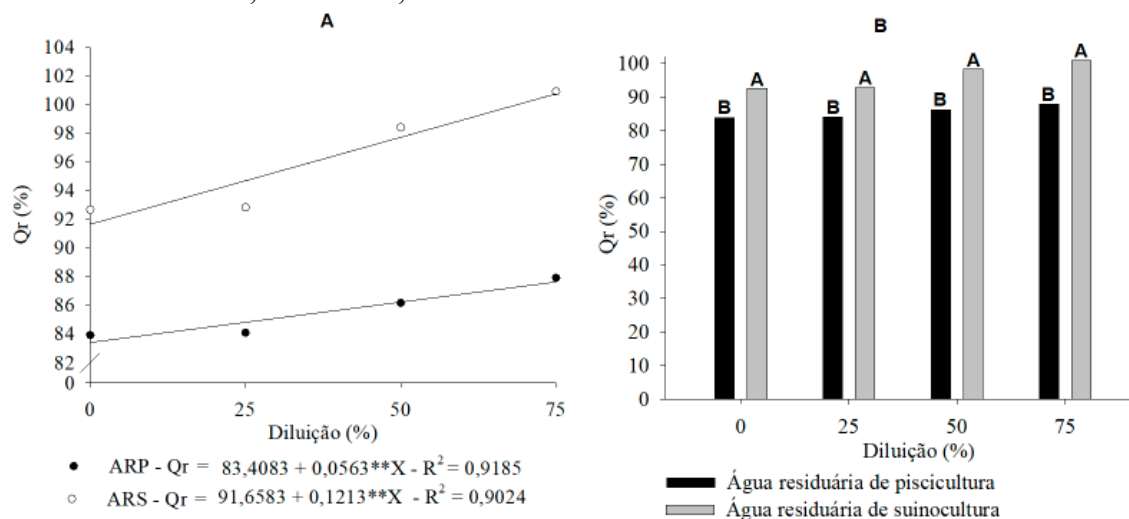 A
104
102
100
98
96
94
92
90
88
86
84
82
0
Qr (%)
0 25 50 75
Diluição (%)
ARP - Qr = 83,4083 + 0,0563**X - R² = 0,9185
ARS - Qr = 91,6583 + 0,1213**X - R² = 0,9024
B
100
90
80
70
60
50
40
30
20
10
0
Qr (%)
B A B A B A B A
0 25 50 75
Diluição (%)
Água residuária de piscicultura
Água residuária de suinocultura